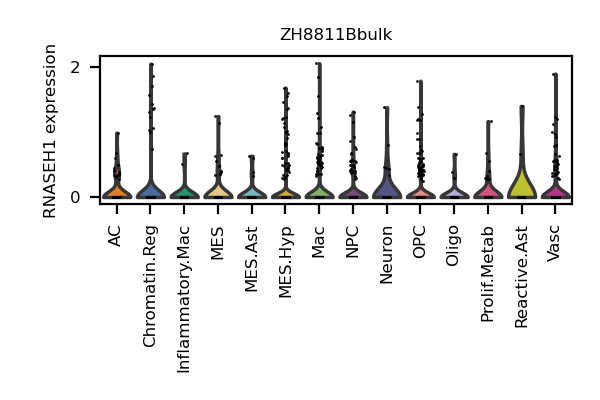 ZH8811Bbulk
RNASEH1 expression
2
0
AC
Chromatin.Reg
Inflammatory.Mac
MES
MES.Ast
MES.Hyp
Mac
NPC
Neuron
OPC
Oligo
Prolif.Metab
Reactive.Ast
Vasc